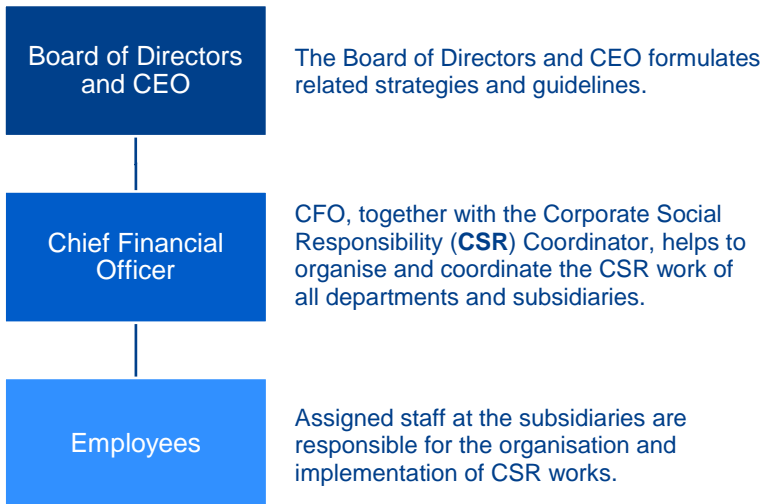 Board of Directors
and CEO
The Board of Directors and CEO formulates
related strategies and guidelines.
Chief Financial
Officer
CFO, together with the Corporate Social
Responsibility (CSR) Coordinator, helps to
organise and coordinate the CSR work of
all departments and subsidiaries.
Employees
Assigned staff at the subsidiaries are
responsible for the organisation and
implementation of CSR works.